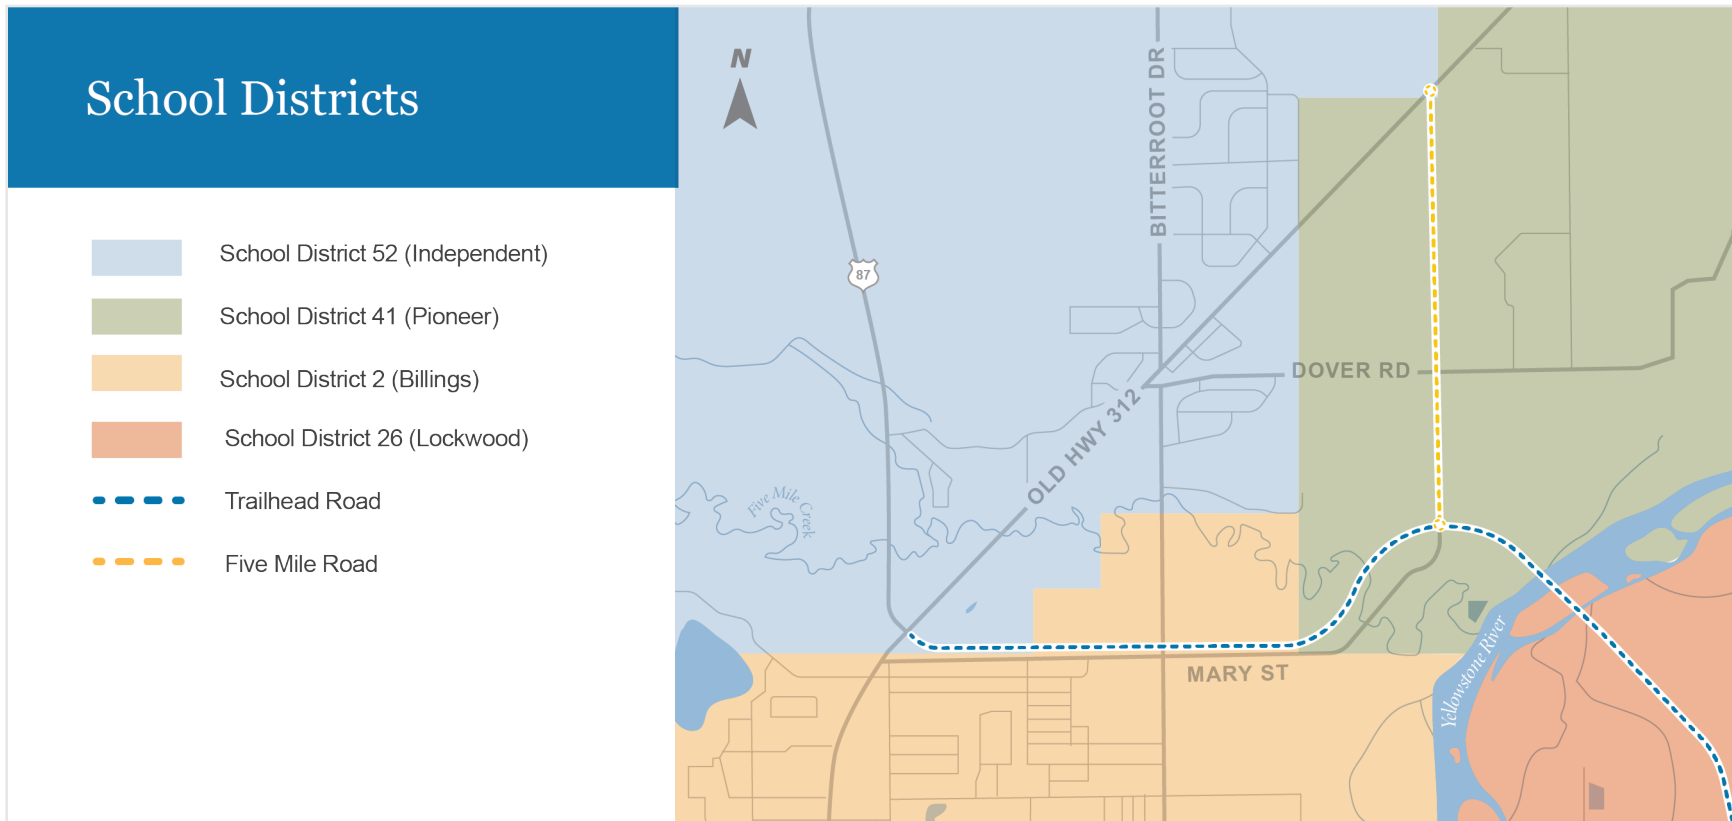 School Districts
School District 52 (Independent)
School District 41 (Pioneer)
School District 2 (Billings)
School District 26 (Lockwood)
Trailhead Road
Five Mile Road
N
BITTERROOT DR
87
DOVER RD
OLD HWY 312
Five Mile Creek
MARY ST
Yellowstone River